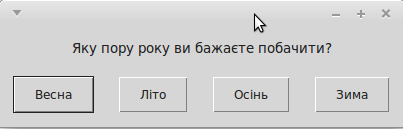 Яку пору року ви бажаєте побачити?
Весна Літо Осінь Зима